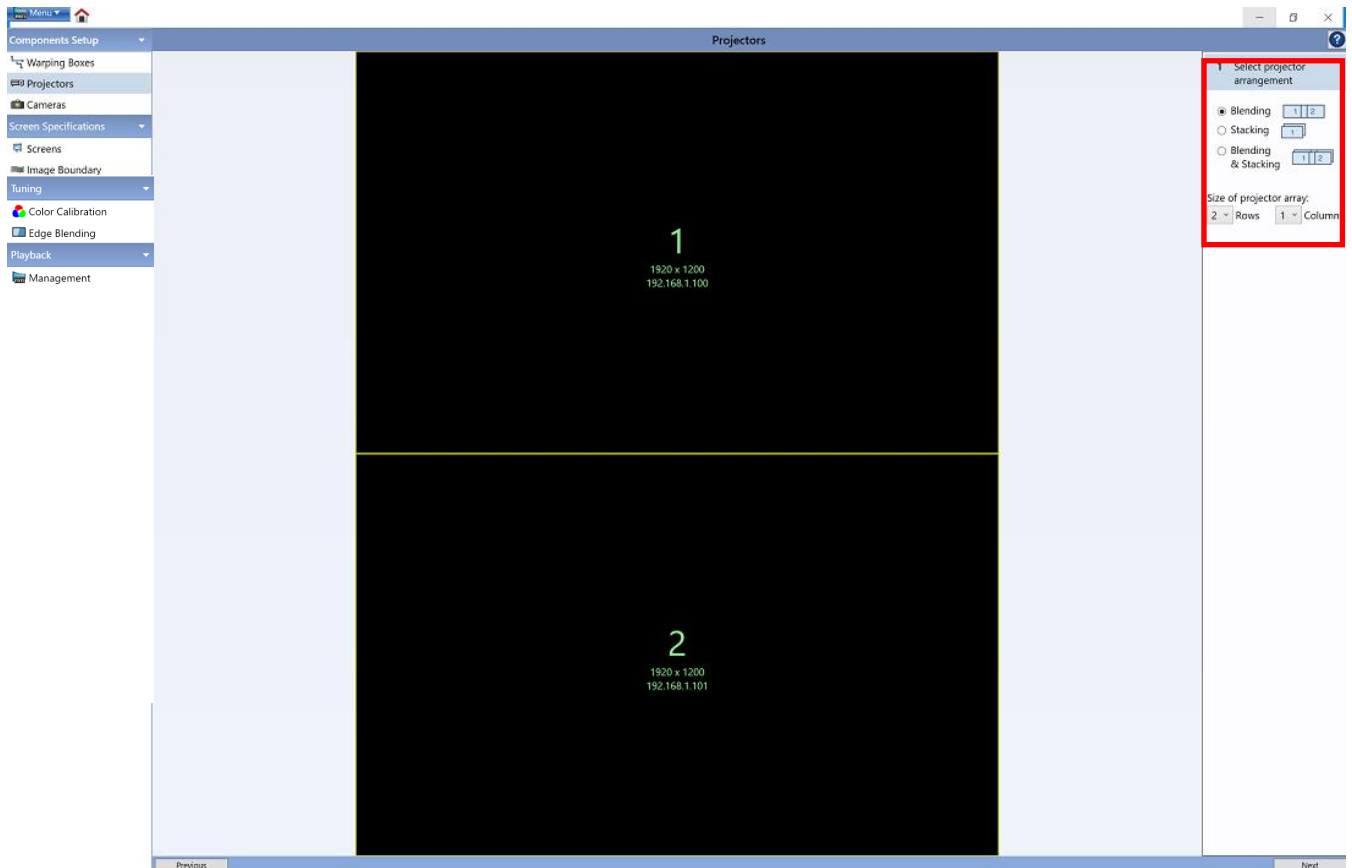 Menu
Projectors
Components Setup
Warping Boxes
Projectors
Cameras
Screen Specifications
Screens
Image Boundary
Tuning
Color Calibration
Edge Blending
Playback
Management
1
1920 x 1200
192.168.1.100
2
1920 x 1200
192.168.1.101
1 Select projector
arrangement
Blending 1 2
Stacking 1
Blending
& Stacking 1 2
Size of projector array:
2 Rows 1 Column
Previous
Next
?